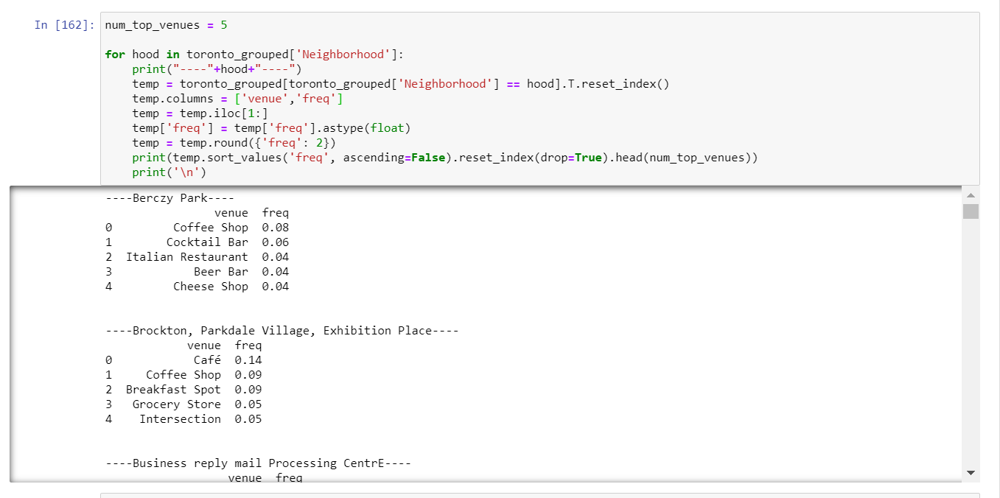 In [162]:
num_top_venues = 5
for hood in toronto_grouped['Neighborhood']:
    print("----"+hood+"----")
    temp = toronto_grouped[toronto_grouped['Neighborhood'] == hood].T.reset_index()
    temp.columns = ['venue','freq']
    temp = temp.iloc[1:]
    temp['freq'] = temp['freq'].astype(float)
    temp = temp.round({'freq': 2})
    print(temp.sort_values('freq', ascending=False).reset_index(drop=True).head(num_top_venues))
    print('\n')
----Berczy Park----
                venue  freq
0         Coffee Shop  0.08
1        Cocktail Bar  0.06
2  Italian Restaurant  0.04
3            Beer Bar  0.04
4         Cheese Shop  0.04
----Brockton, Parkdale Village, Exhibition Place----
            venue  freq
0            Café  0.14
1     Coffee Shop  0.09
2  Breakfast Spot  0.09
3   Grocery Store  0.05
4    Intersection  0.05
----Business reply mail Processing CentrE----
                  venue  freq